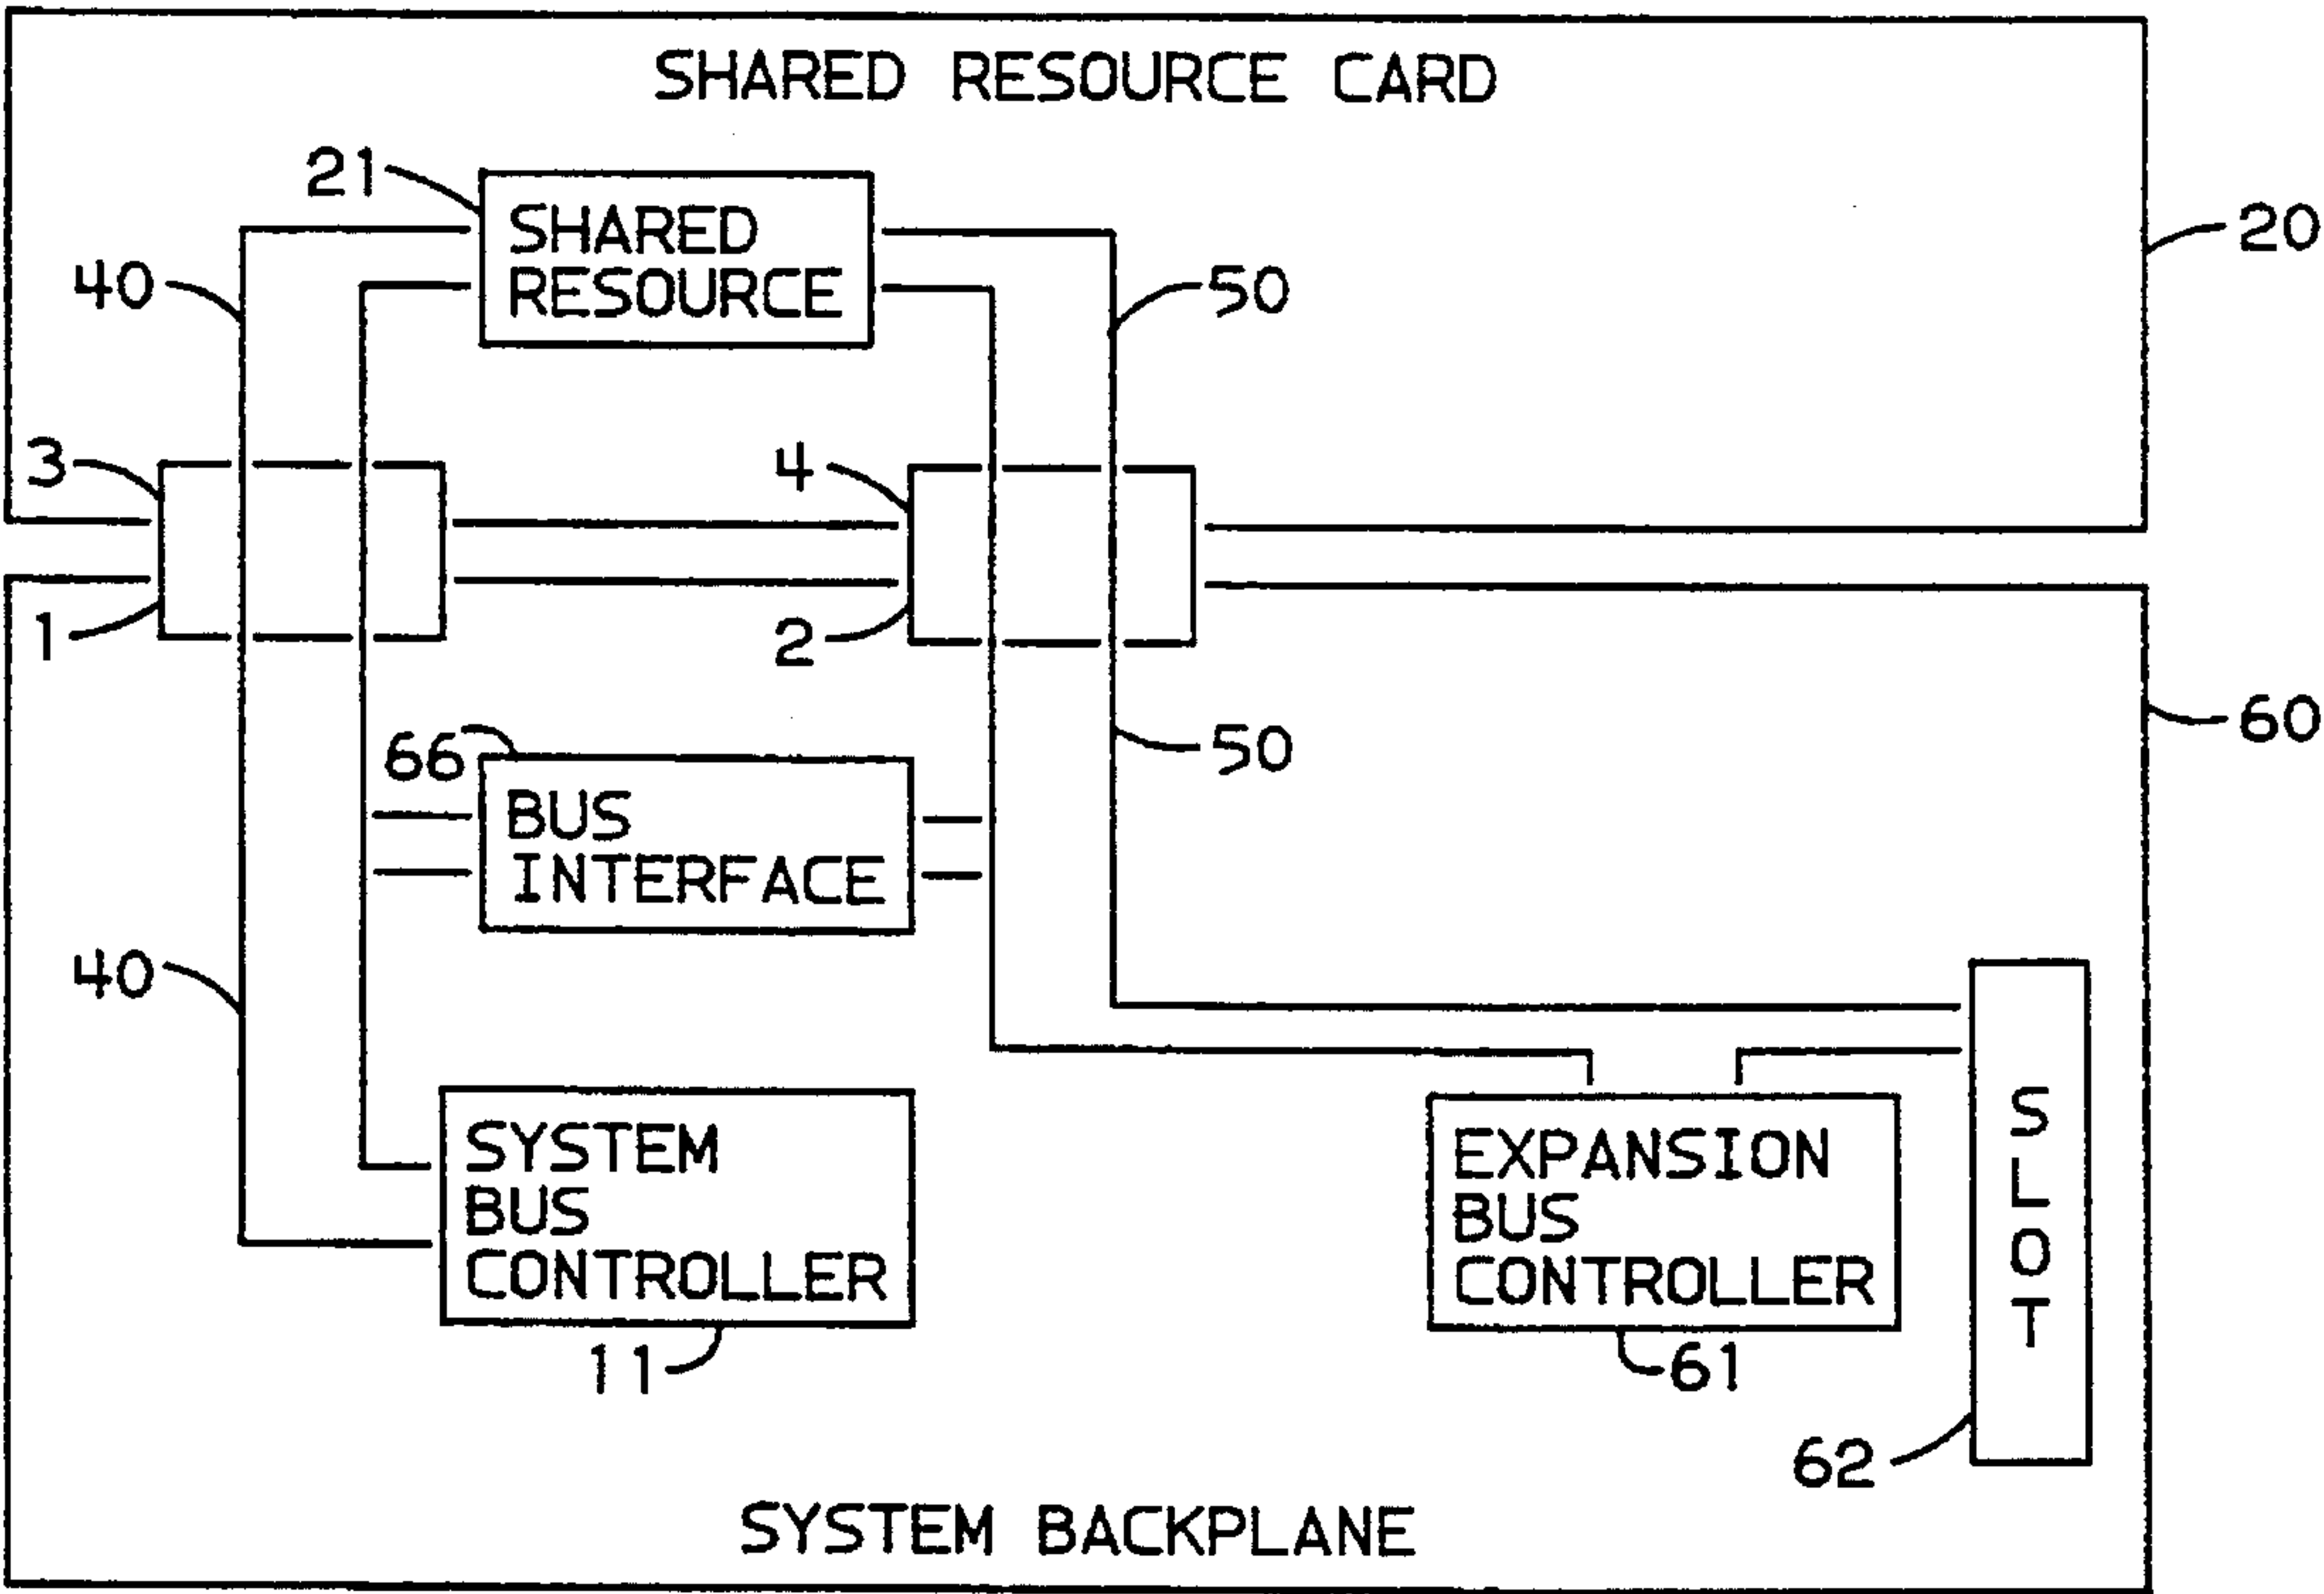 SHARED RESOURCE CARD
21
SHARED
RESOURCE
20
40
50
3
4
1
2
66
BUS
INTERFACE
50
60
40
SYSTEM
BUS
CONTROLLER
11
EXPANSION
BUS
CONTROLLER
61
SLOT
62
SYSTEM BACKPLANE